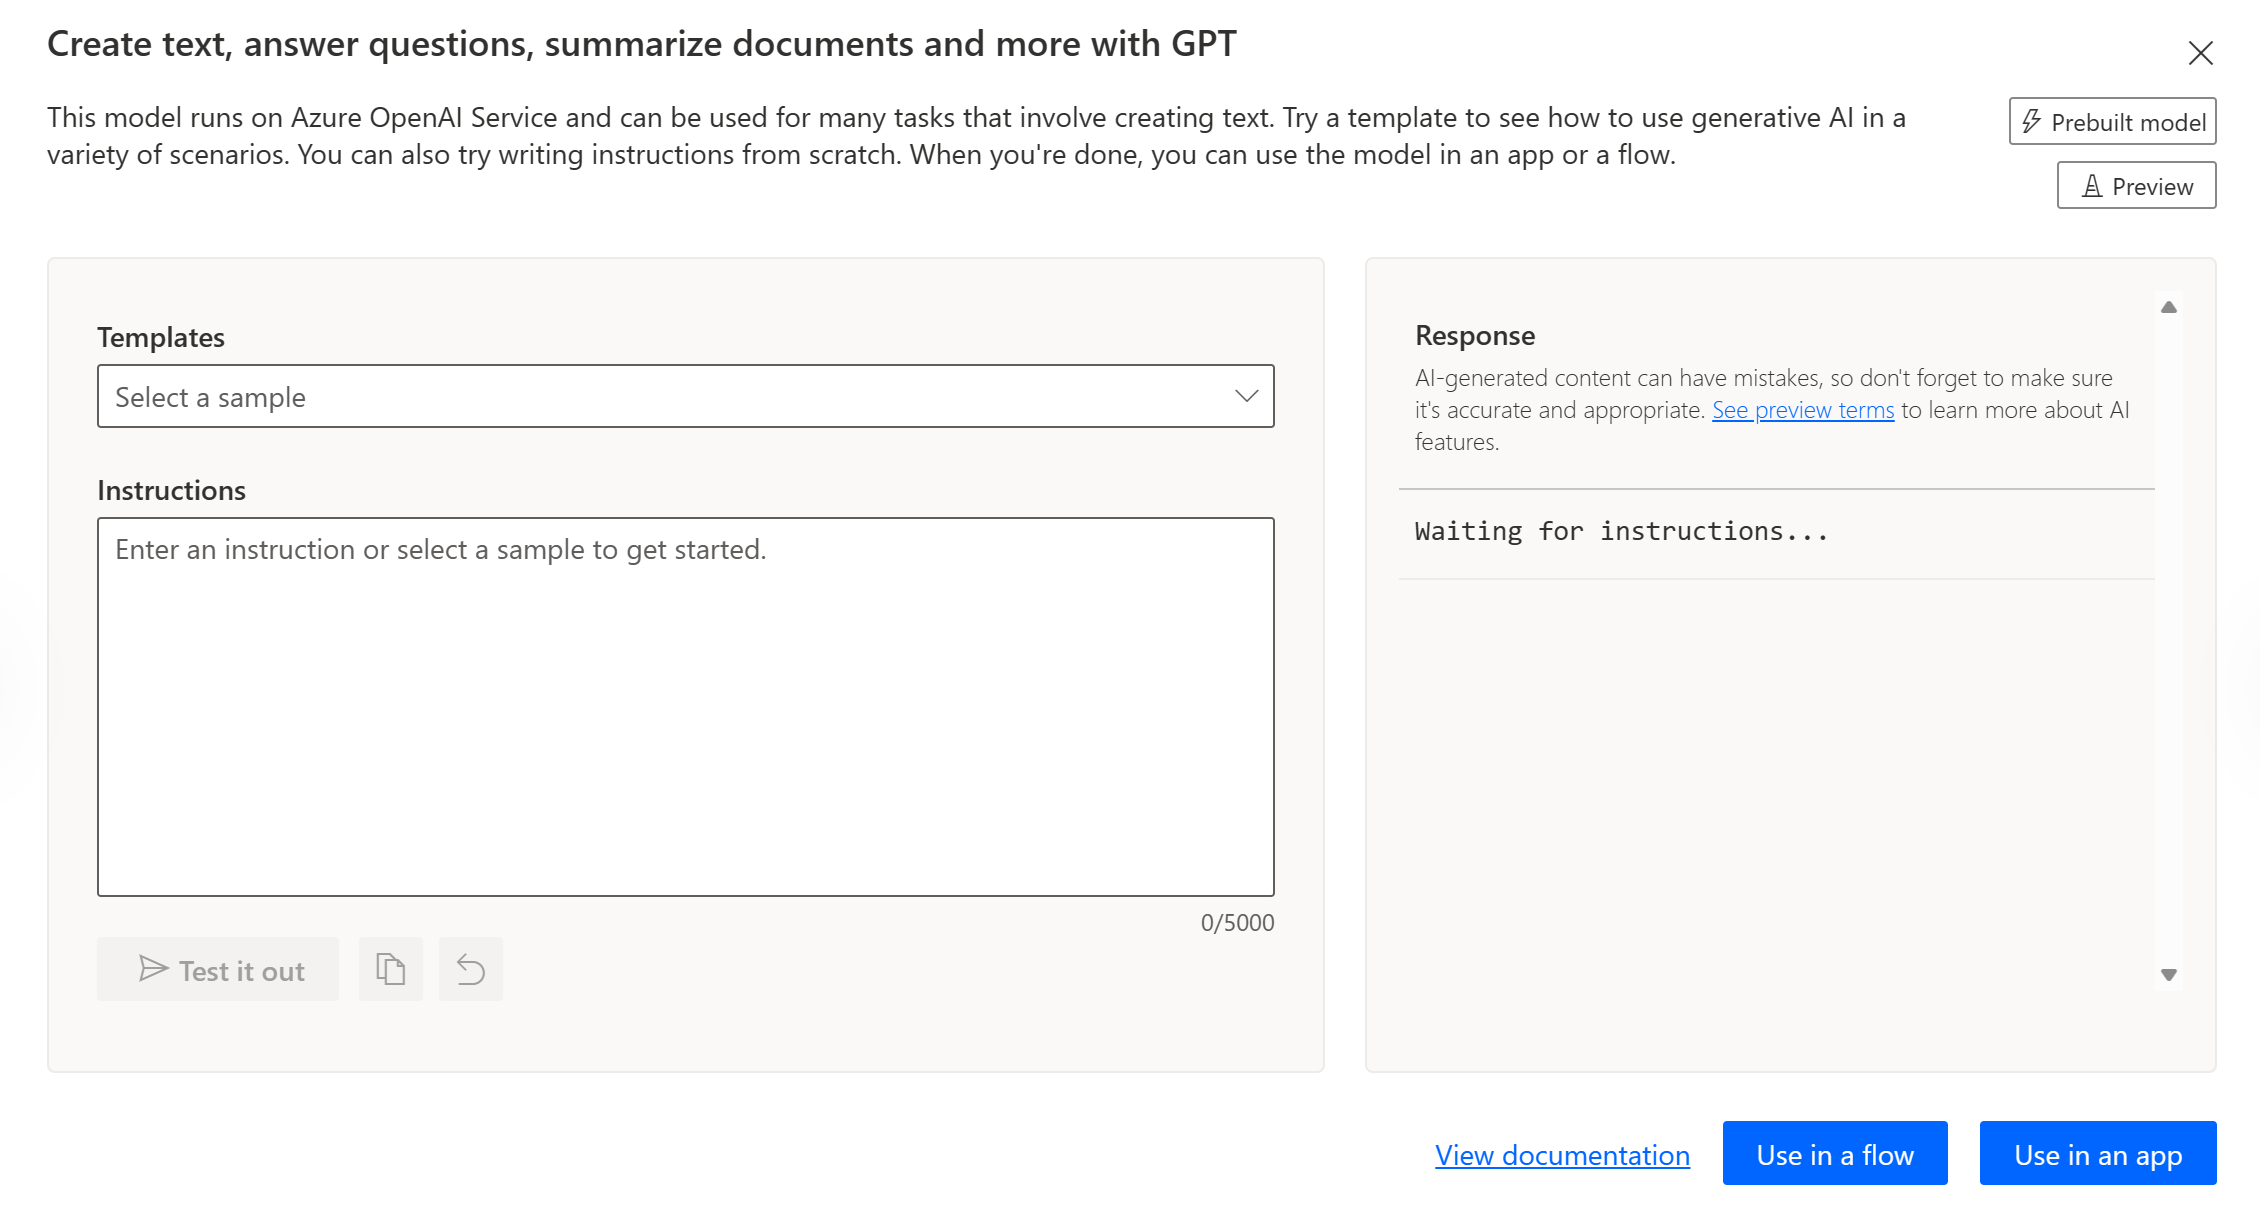 Create text, answer questions, summarize documents and more with GPT
This model runs on Azure OpenAI Service and can be used for many tasks that involve creating text. Try a template to see how to use generative AI in a
variety of scenarios. You can also try writing instructions from scratch. When you're done, you can use the model in an app or a flow.
Prebuilt model
Preview
Templates
Select a sample
Instructions
Enter an instruction or select a sample to get started.
0/5000
Test it out
Response
AI-generated content can have mistakes, so don't forget to make sure
it's accurate and appropriate. See preview terms to learn more about AI
features.
Waiting for instructions...
View documentation
Use in a flow
Use in an app